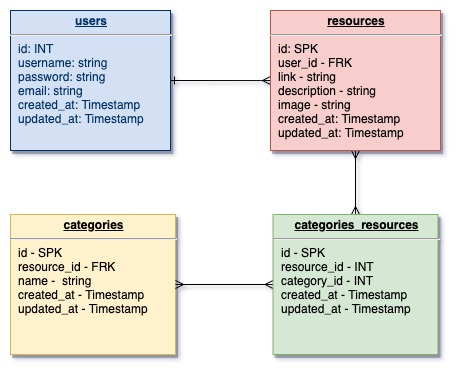 users
id: INT
username: string
password: string
email: string
created_at: Timestamp
updated_at: Timestamp
resources
id: SPK
user_id - FRK
link - string
description - string
image - string
created_at: Timestamp
updated_at: Timestamp
categories
id - SPK
resource_id - FRK
name - string
created_at - Timestamp
updated_at - Timestamp
categories_resources
id - SPK
resource_id - INT
category_id - INT
created_at - Timestamp
updated_at - Timestamp